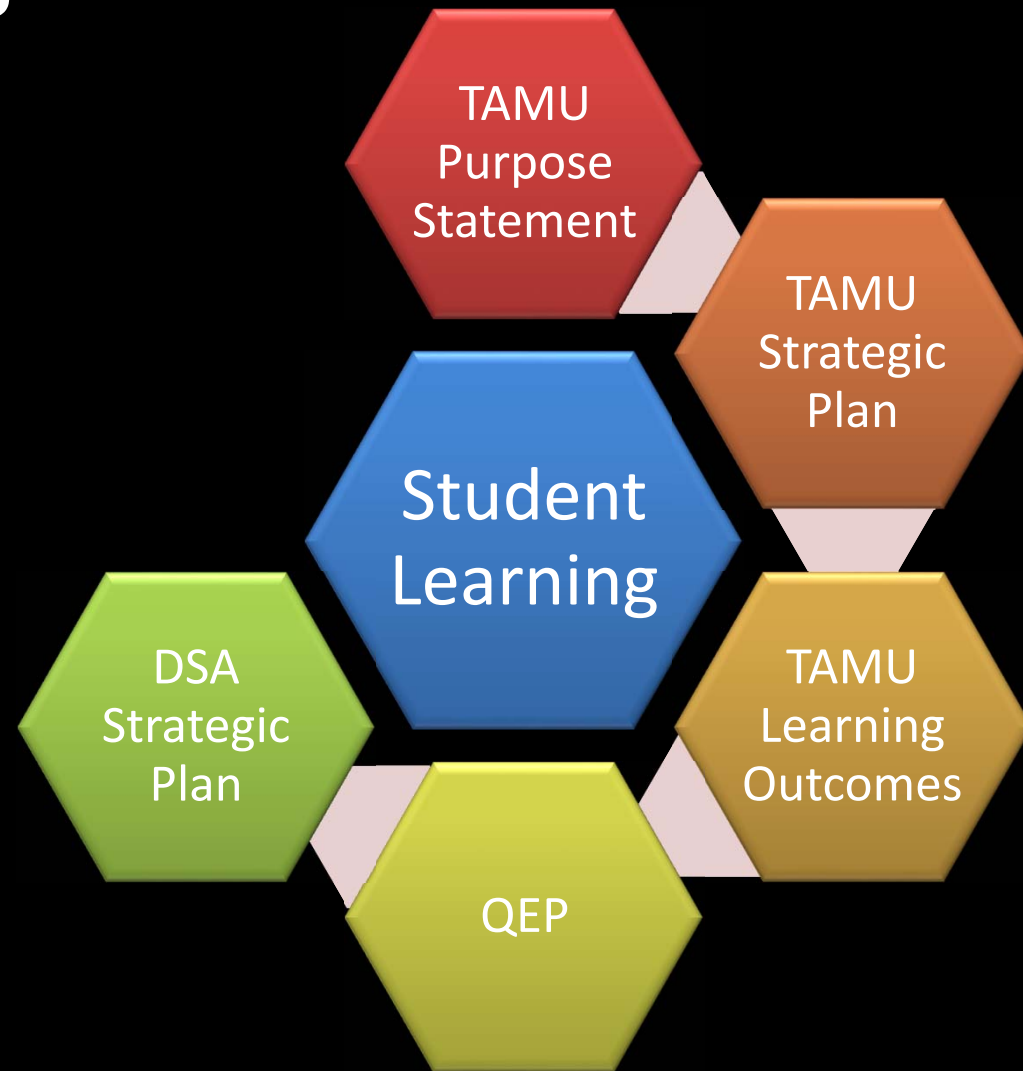 TAMU
Purpose
Statement
TAMU
Strategic
Plan
Student
Learning
DSA
Strategic
Plan
TAMU
Learning
Outcomes
QEP